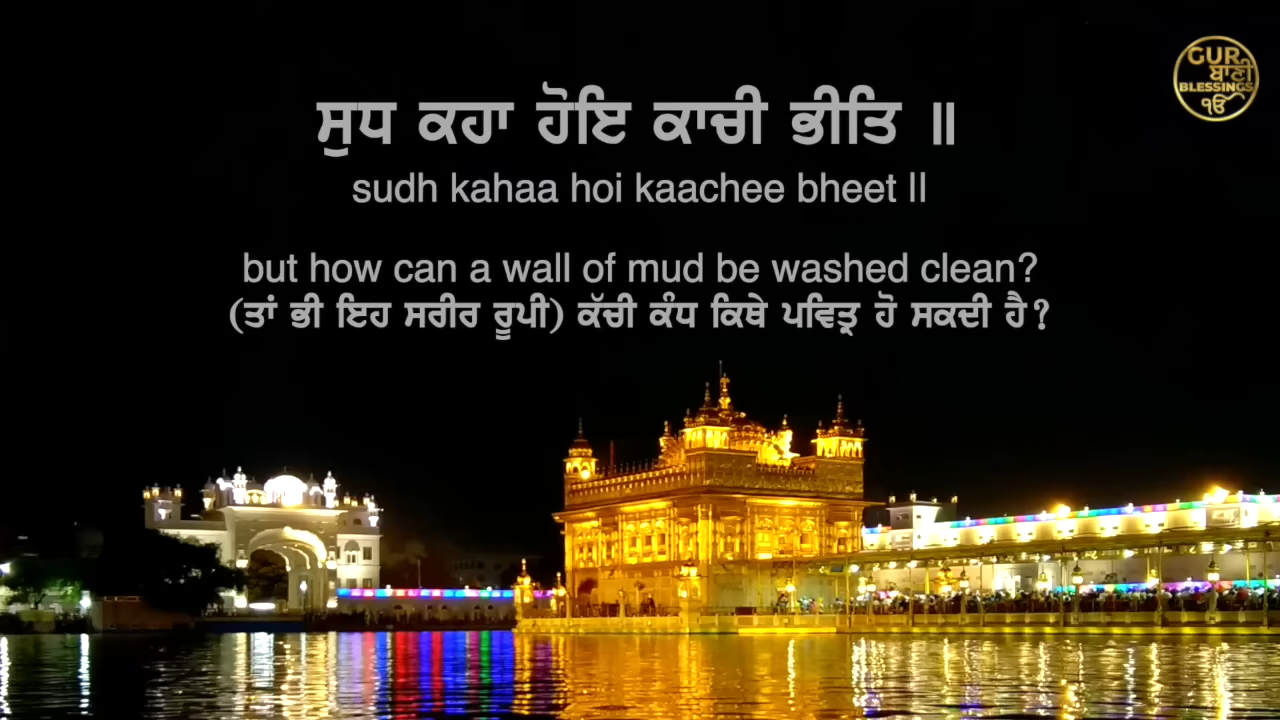 GUR
ਬਾਣੀ
BLESSINGS
ੴ
ਸੁਧ ਕਹਾ ਹੋਇ ਕਾਚੀ ਭੀਤਿ ॥
sudh kahaa hoi kaachee bheet ||
but how can a wall of mud be washed clean?
(ਤਾਂ ਭੀ ਇਹ ਸਰੀਰ ਰੂਪੀ) ਕੱਚੀ ਕੰਧ ਕਿਥੇ ਪਵਿਤ੍ਰ ਹੋ ਸਕਦੀ ਹੈ?